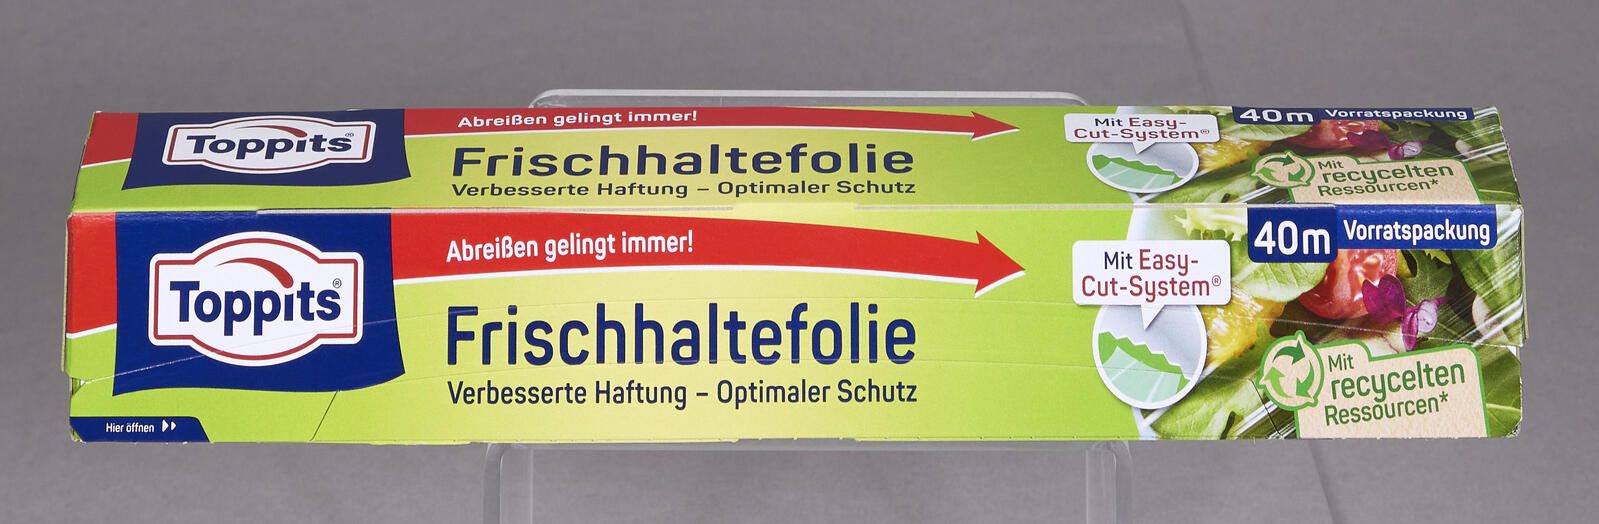 Toppits®
Abreißen gelingt immer!
Frischhaltefolie
Verbesserte Haftung – Optimaler Schutz
Mit Easy-
Cut-System®
40m Vorratspackung
Mit
recycelten
Ressourcen*
Toppits®
Abreißen gelingt immer!
Frischhaltefolie
Verbesserte Haftung – Optimaler Schutz
Mit Easy-
Cut-System®
40m Vorratspackung
Mit
recycelten
Ressourcen*
Hier öffnen